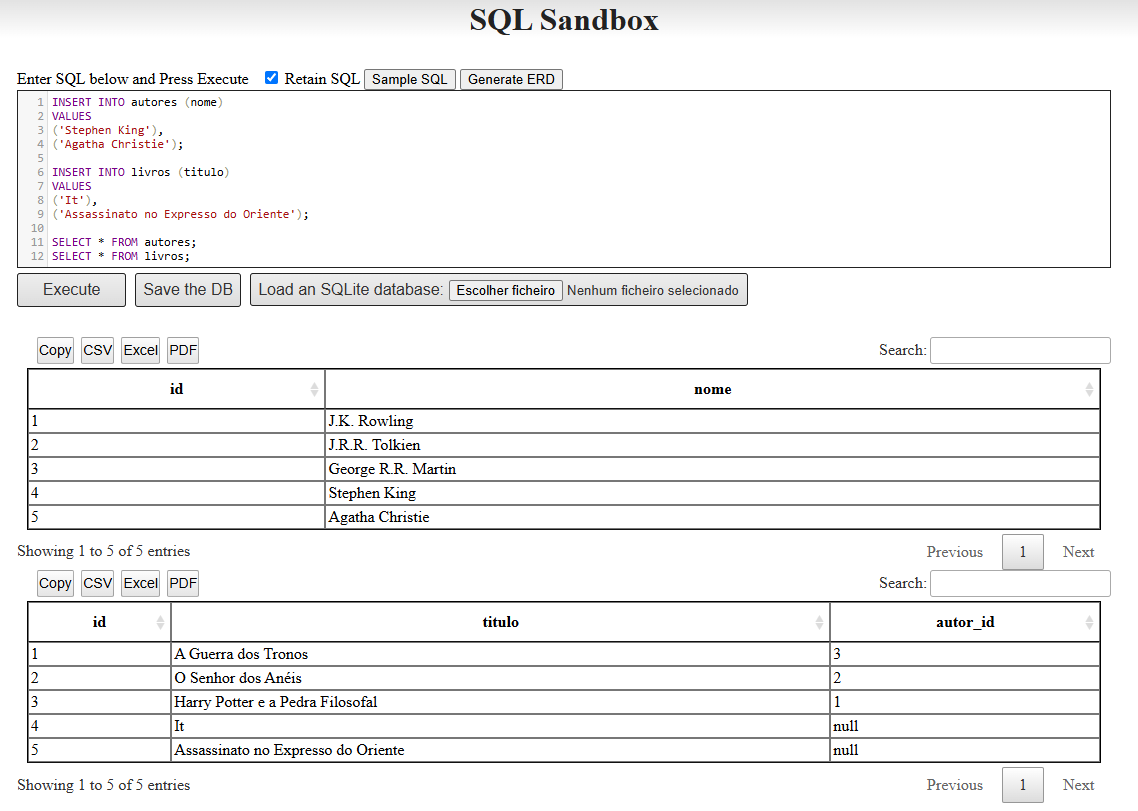 SQL Sandbox
Enter SQL below and Press Execute Retain SQL Sample SQL Generate ERD
1 INSERT INTO autores (nome)
2 VALUES
3 ('Stephen King'),
4 ('Agatha Christie');
5
6 INSERT INTO livros (titulo)
7 VALUES
8 ('It'),
9 ('Assassinato no Expresso do Oriente');
10
11 SELECT * FROM autores;
12 SELECT * FROM livros;
Execute Save the DB Load an SQLite database: Escolher ficheiro Nenhum ficheiro selecionado
Copy CSV Excel PDF Search:
id nome
1 J.K. Rowling
2 J.R.R. Tolkien
3 George R.R. Martin
4 Stephen King
5 Agatha Christie
Showing 1 to 5 of 5 entries Previous 1 Next
Copy CSV Excel PDF Search:
id titulo autor_id
1 A Guerra dos Tronos 3
2 O Senhor dos Anéis 2
3 Harry Potter e a Pedra Filosofal 1
4 It null
5 Assassinato no Expresso do Oriente null
Showing 1 to 5 of 5 entries Previous 1 Next